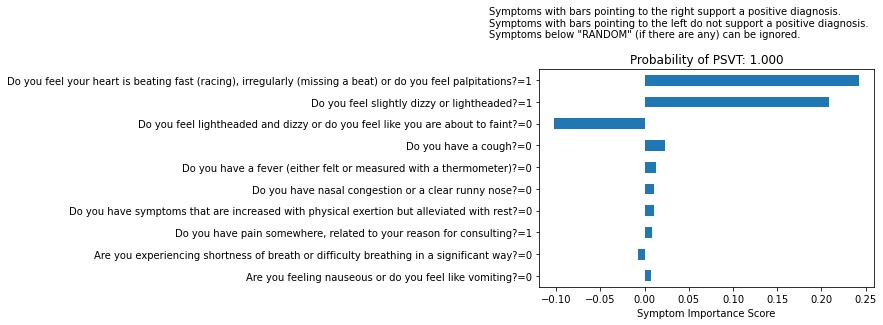 Symptoms with bars pointing to the right support a positive diagnosis.
Symptoms with bars pointing to the left do not support a positive diagnosis.
Symptoms below "RANDOM" (if there are any) can be ignored.
Probability of PSVT: 1.000
Do you feel your heart is beating fast (racing), irregularly (missing a beat) or do you feel palpitations?=1
Do you feel slightly dizzy or lightheaded?=1
Do you feel lightheaded and dizzy or do you feel like you are about to faint?=0
Do you have a cough?=0
Do you have a fever (either felt or measured with a thermometer)?=0
Do you have nasal congestion or a clear runny nose?=0
Do you have symptoms that are increased with physical exertion but alleviated with rest?=0
Do you have pain somewhere, related to your reason for consulting?=1
Are you experiencing shortness of breath or difficulty breathing in a significant way?=0
Are you feeling nauseous or do you feel like vomiting?=0
−0.10 −0.05 0.00 0.05 0.10 0.15 0.20 0.25
Symptom Importance Score